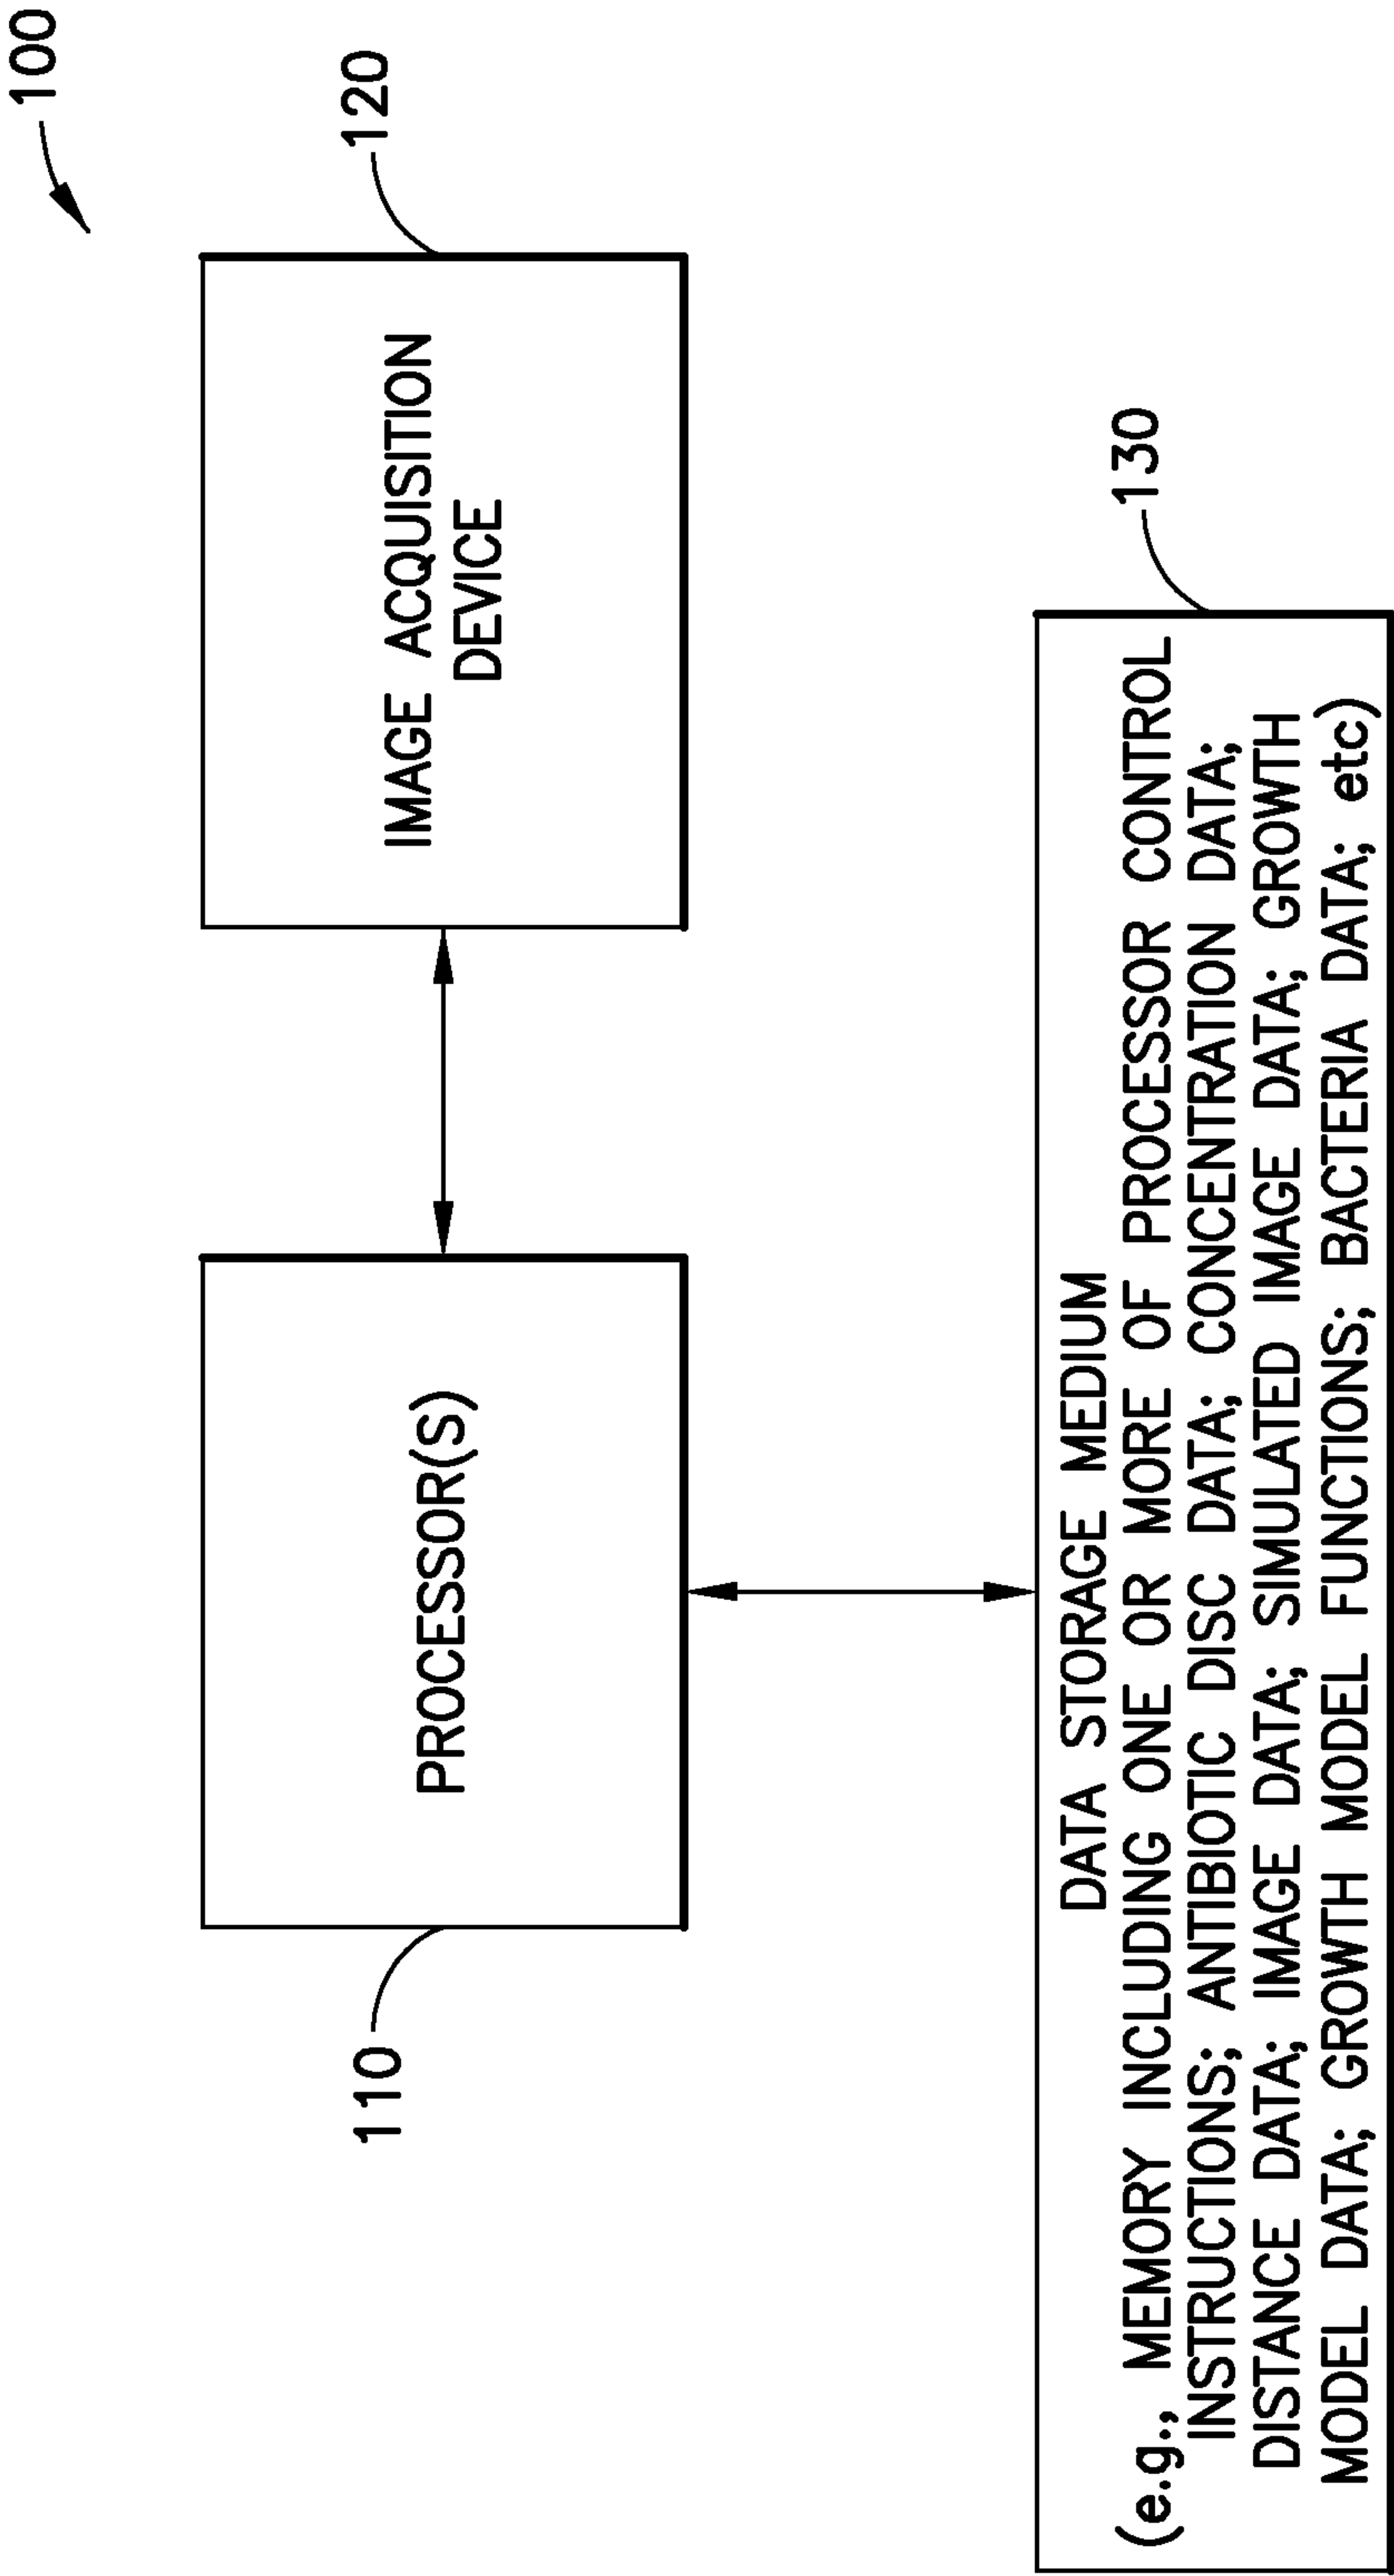 100
110
PROCESSOR(S)
120
IMAGE ACQUISITION
DEVICE
130
DATA STORAGE MEDIUM
(e.g., MEMORY INCLUDING ONE OR MORE OF PROCESSOR CONTROL
INSTRUCTIONS; ANTIBIOTIC DISC DATA; CONCENTRATION DATA;
DISTANCE DATA; IMAGE DATA; SIMULATED IMAGE DATA; GROWTH
MODEL DATA; GROWTH MODEL FUNCTIONS; BACTERIA DATA; etc)